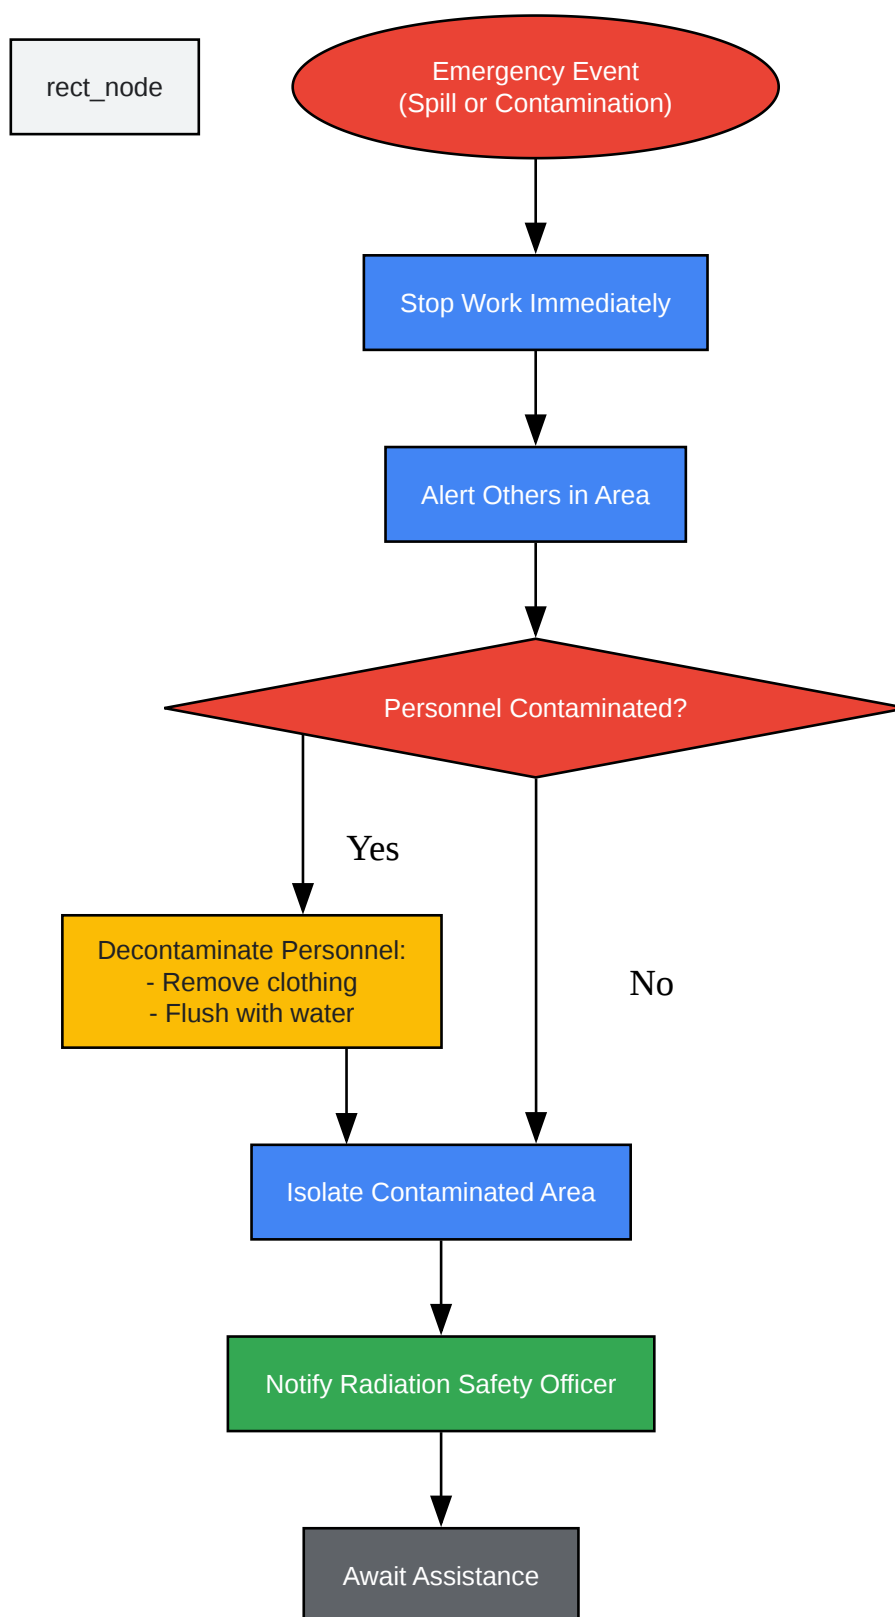 rect_node
Emergency Event
(Spill or Contamination)
Stop Work Immediately
Alert Others in Area
Personnel Contaminated?
Yes
Decontaminate Personnel:
- Remove clothing
- Flush with water
No
Isolate Contaminated Area
Notify Radiation Safety Officer
Await Assistance